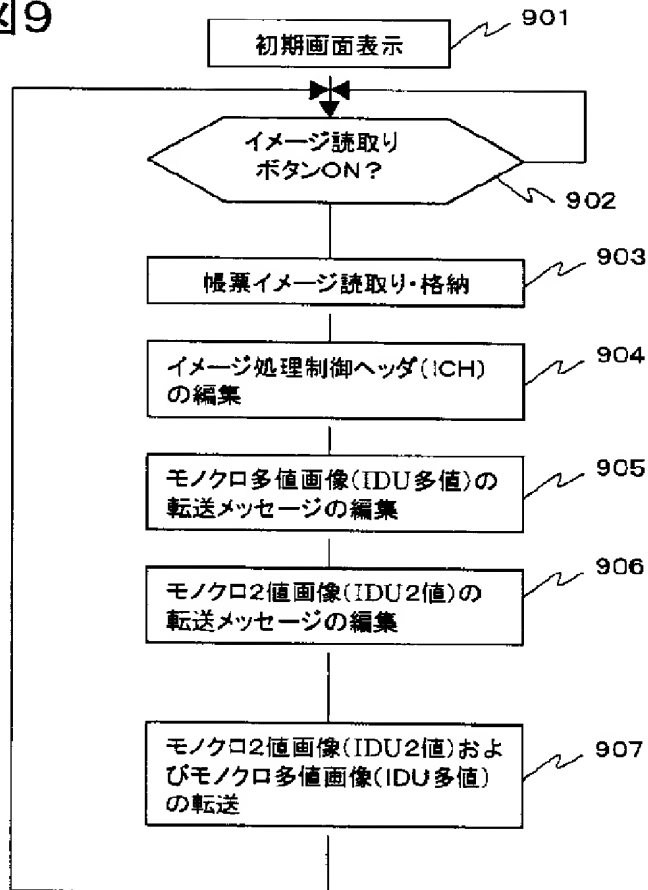 図9
初期画面表示
901
イメージ読取り
ボタンON?
902
帳票イメージ読取り・格納
903
イメージ処理制御ヘッダ(ICH)
の編集
904
モノクロ多値画像(IDU多値)の
転送メッセージの編集
905
モノクロ2値画像(IDU2値)の
転送メッセージの編集
906
モノクロ2値画像(IDU2値)およ
びモノクロ多値画像(IDU多値)
の転送
907